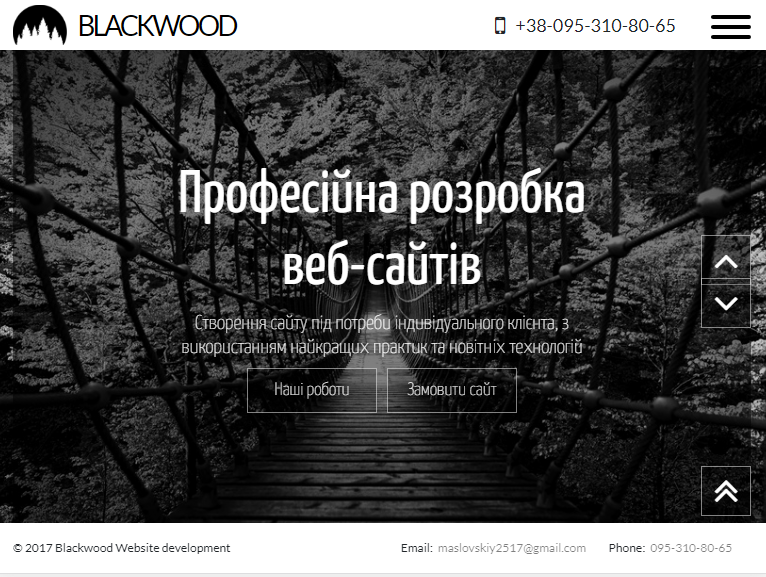 BLACKWOOD
+38-095-310-80-65
Професійна розробка
веб-сайтів
Створення сайту під потреби індивідуального клієнта, з
використанням найкращих практик та новітніх технологій
Наші роботи
Замовити сайт
© 2017 Blackwood Website development
Email: maslovskiy2517@gmail.com
Phone: 095-310-80-65